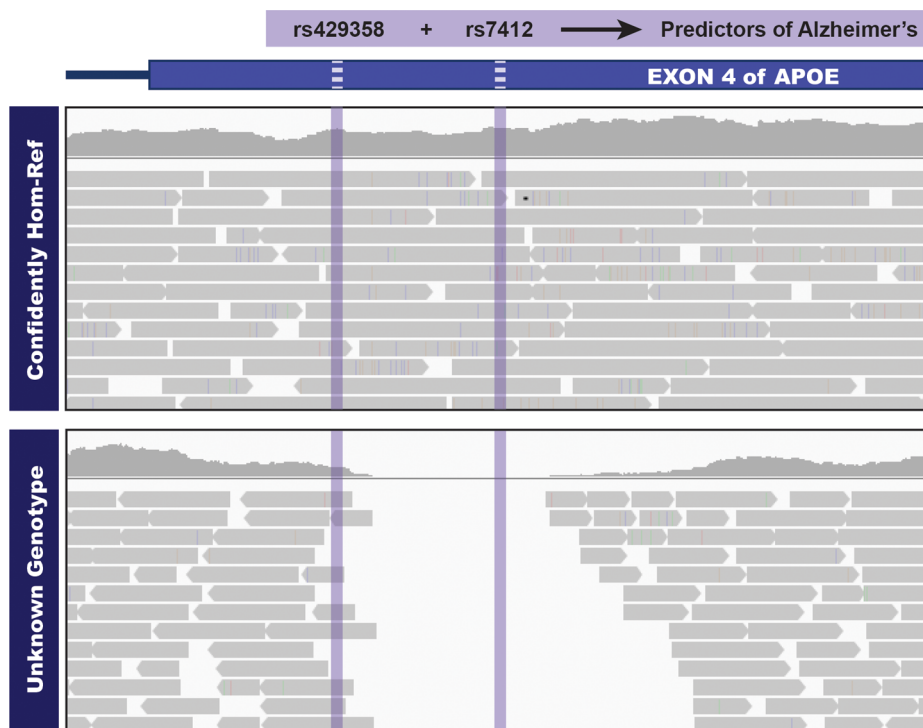 rs429358 + rs7412 → Predictors of Alzheimer's
EXON 4 of APOE
Confidently Hom-Ref
Unknown Genotype